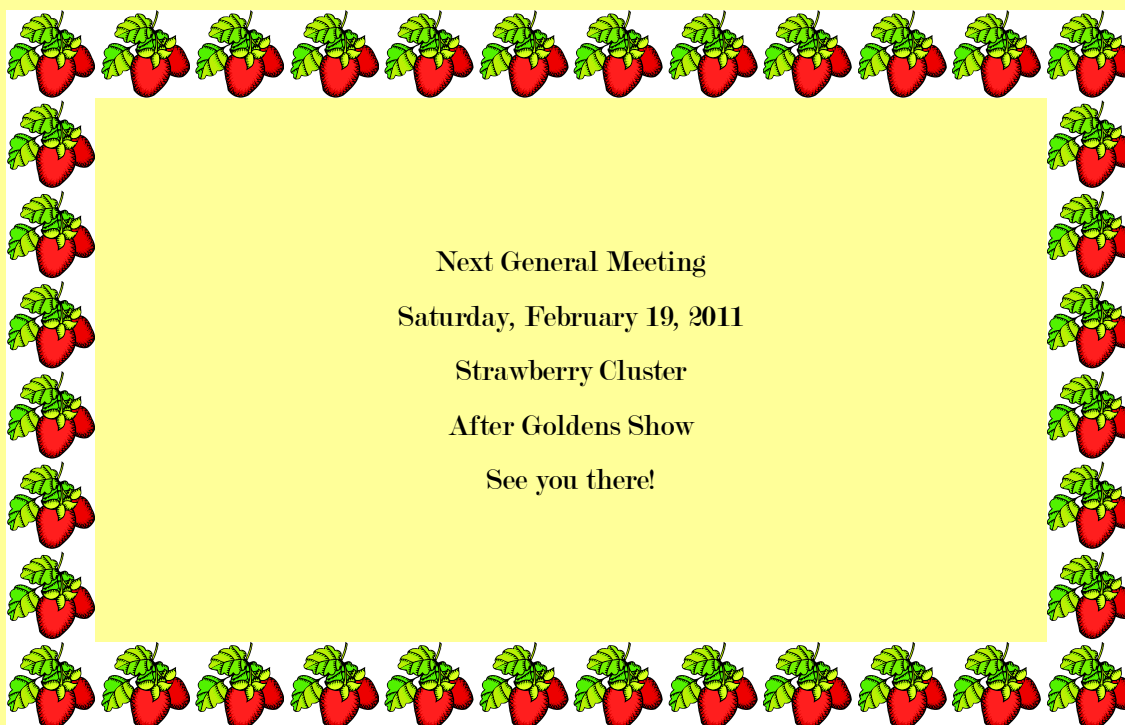 Next General Meeting
Saturday, February 19, 2011
Strawberry Cluster
After Goldens Show
See you there!